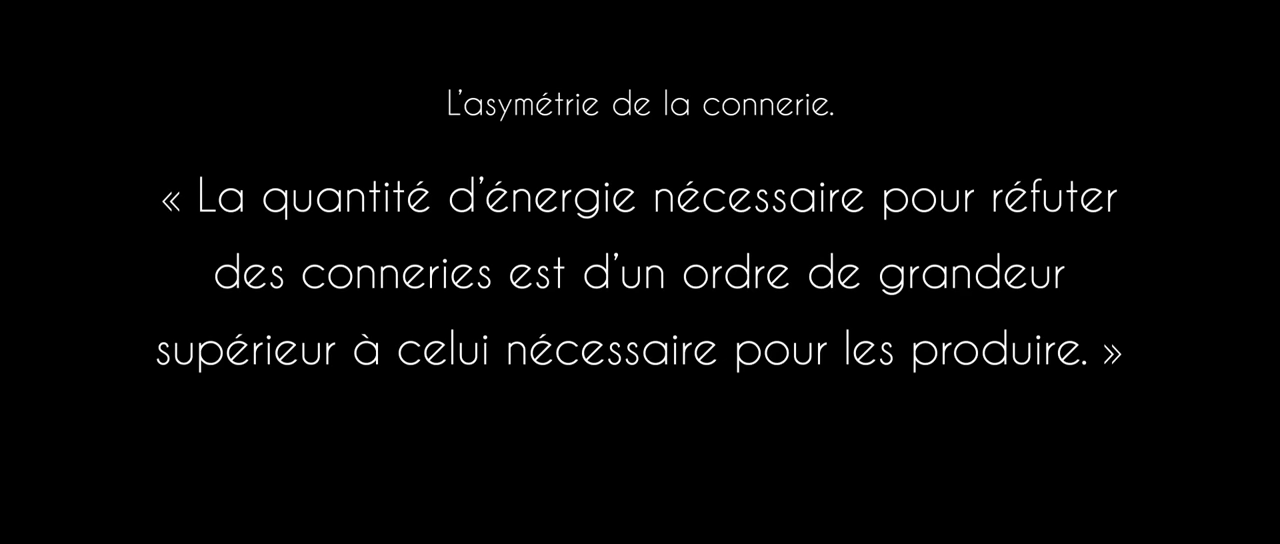 L’asymétrie de la connerie.
« La quantité d’énergie nécessaire pour réfuter
des conneries est d’un ordre de grandeur
supérieur à celui nécessaire pour les produire. »